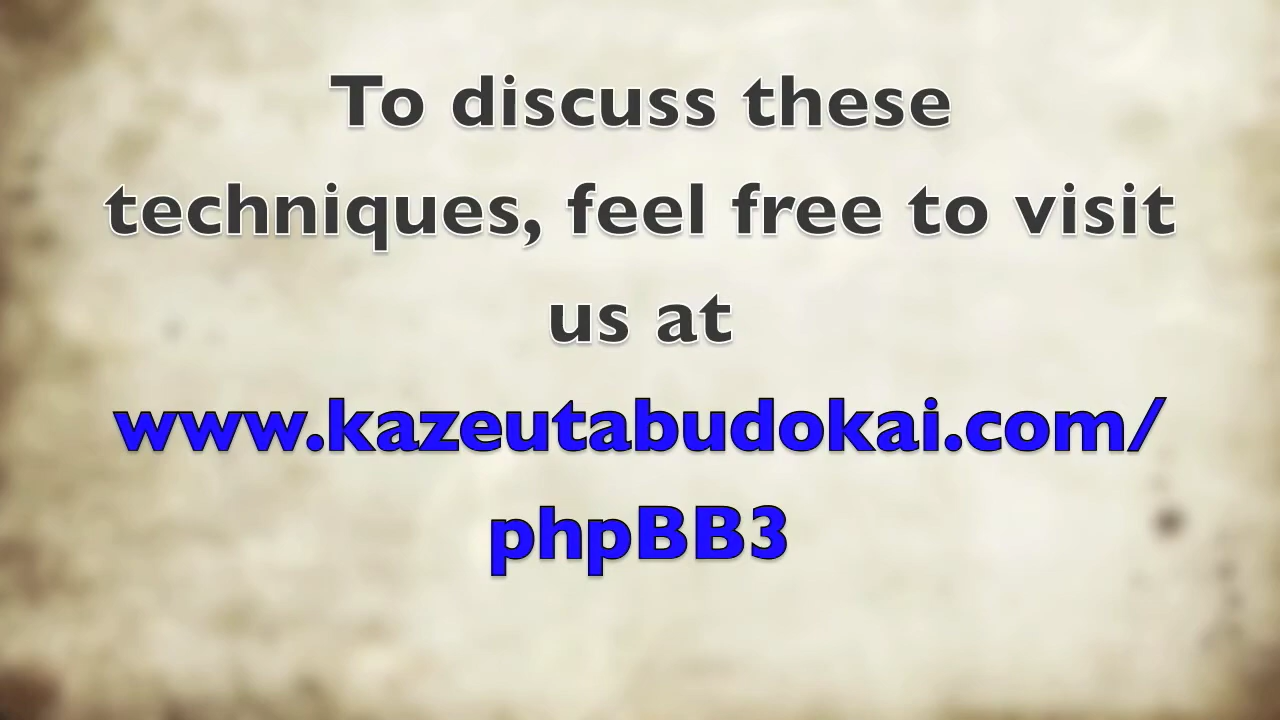 To discuss these
techniques, feel free to visit
us at
www.kazeutabudokai.com/
phpBB3